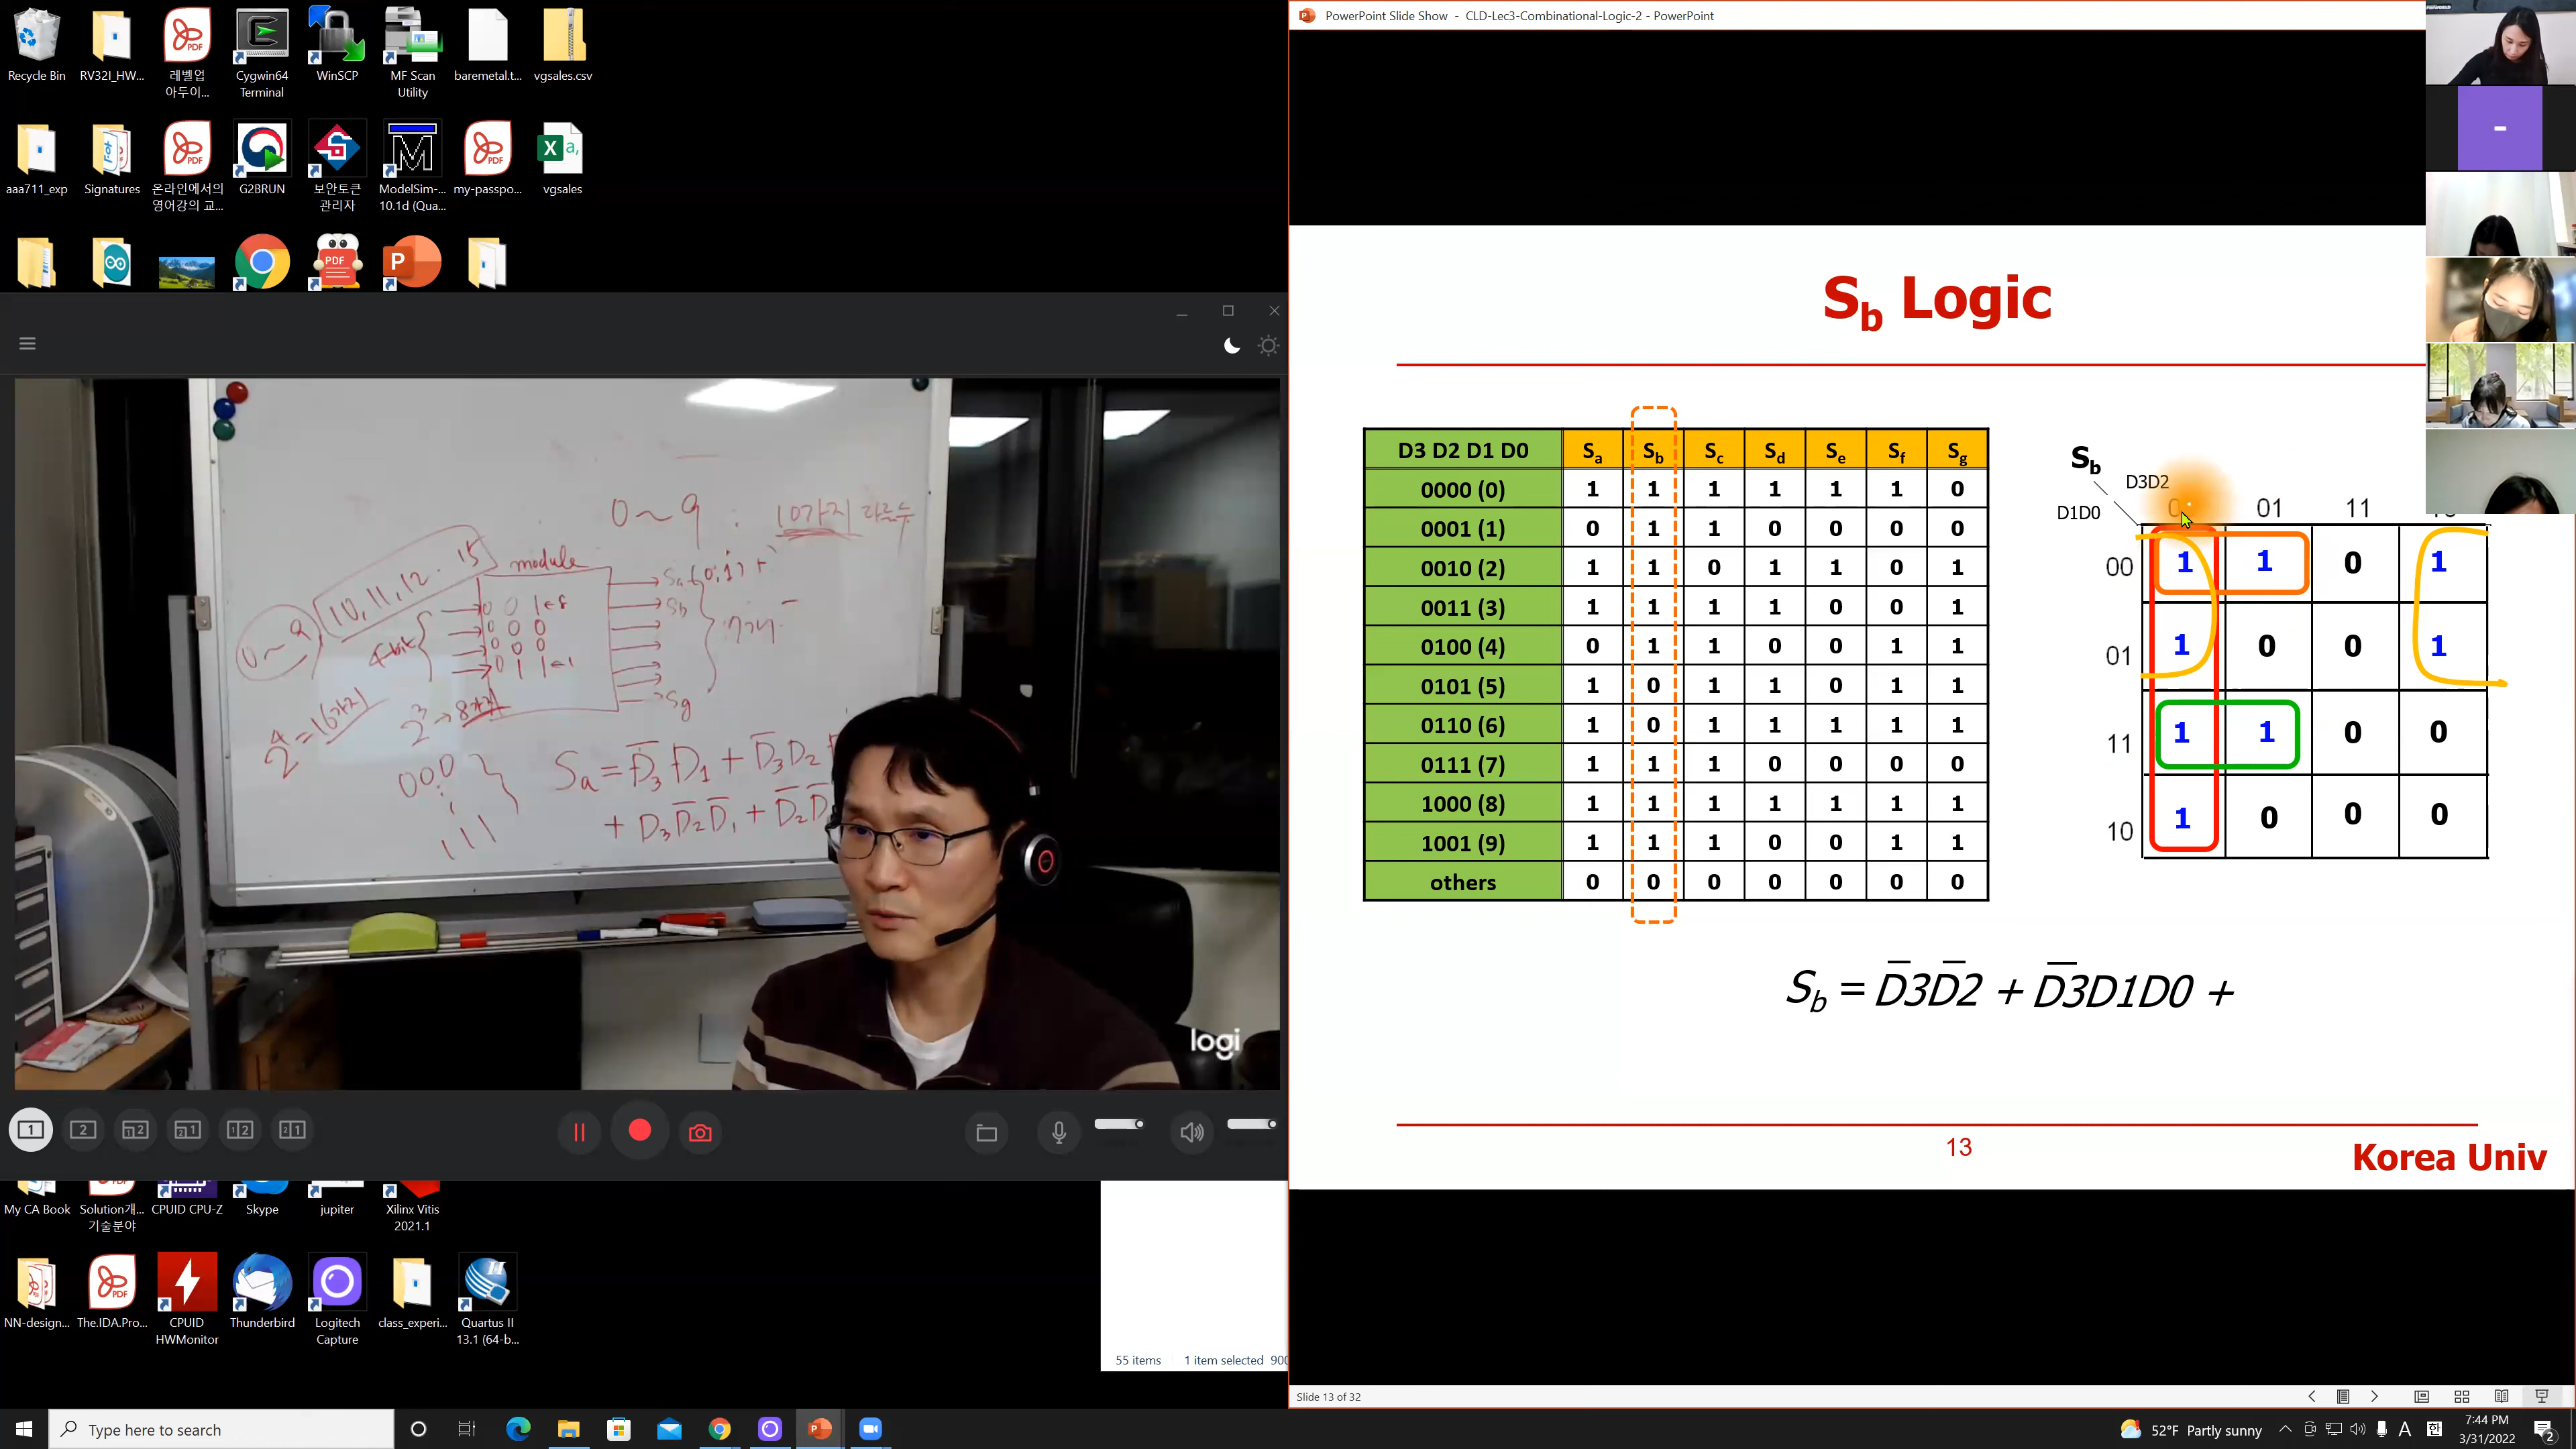 Recycle Bin
RV32I_HW...
레벨업
아두이...
Cygwin64
Terminal
WinSCP
MF Scan
Utility
baremetal.t...
vgsales.csv
aaa711_exp
Signatures
온라인에서의
영어강의 교...
G2BRUN
보안토큰
관리자
ModelSim-...
10.1d (Qua...
my-passpo...
vgsales
0~9 : 10가지
0~9
10, 11, 12 .. 15
module
4-bit
Sa
Sb
Sg
000
111
logi
My CA Book
Solution개...
기술분야
CPUID CPU-Z
Skype
jupiter
Xilinx Vitis
2021.1
NN-design...
The.IDA.Pro...
CPUID
HWMonitor
Thunderbird
Logitech
Capture
class_experi...
Quartus II
13.1 (64-b...
55 items 1 item selected 900
PowerPoint Slide Show - CLD-Lec3-Combinational-Logic-2 - PowerPoint
Sb Logic
D3 D2 D1 D0 Sa Sb Sc Sd Se Sf Sg
0000 (0) 1 1 1 1 1 1 0
0001 (1) 0 1 1 0 0 0 0
0010 (2) 1 1 0 1 1 0 1
0011 (3) 1 1 1 1 0 0 1
0100 (4) 0 1 1 0 0 1 1
0101 (5) 1 0 1 1 0 1 1
0110 (6) 1 0 1 1 1 1 1
0111 (7) 1 1 1 0 0 0 0
1000 (8) 1 1 1 1 1 1 1
1001 (9) 1 1 1 0 0 1 1
others 0 0 0 0 0 0 0
Sb
D3D2
D1D0
01 11
00 1 1 0 1
01 1 0 0 1
11 1 1 0 0
10 1 0 0 0
Sb = D̅3D̅2 + D̅3D1D0 +
13
Korea Univ
Slide 13 of 32
Type here to search
52°F Partly sunny
A
한
7:44 PM
3/31/2022
2